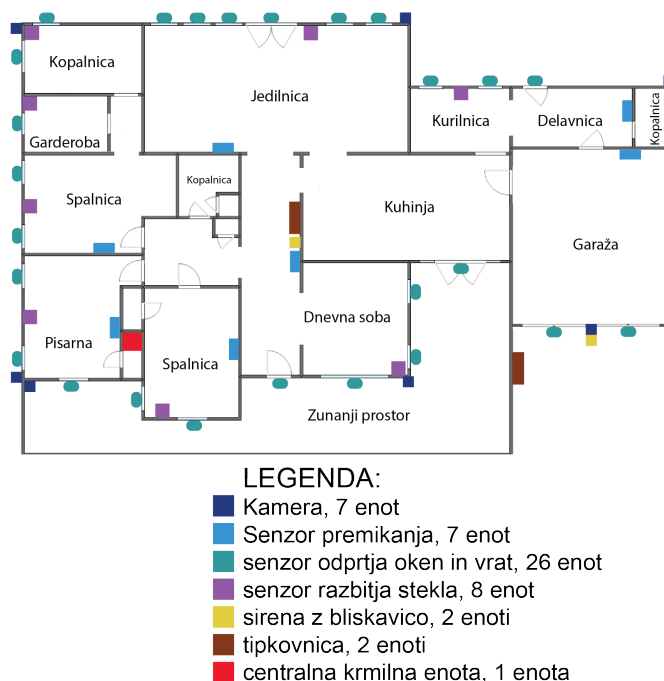 Kopalnica
Jedilnica
Garderoba
Kurilnica
Delavnica
Kopalnica
Spalnica
Kopalnica
Kuhinja
Garaža
Pisarna
Spalnica
Dnevna soba
Zunanji prostor
LEGENDA:
Kamera, 7 enot
Senzor premikanja, 7 enot
senzor odprtja oken in vrat, 26 enot
senzor razbitja stekla, 8 enot
sirena z bliskavico, 2 enoti
tipkovnica, 2 enoti
centralna krmilna enota, 1 enota